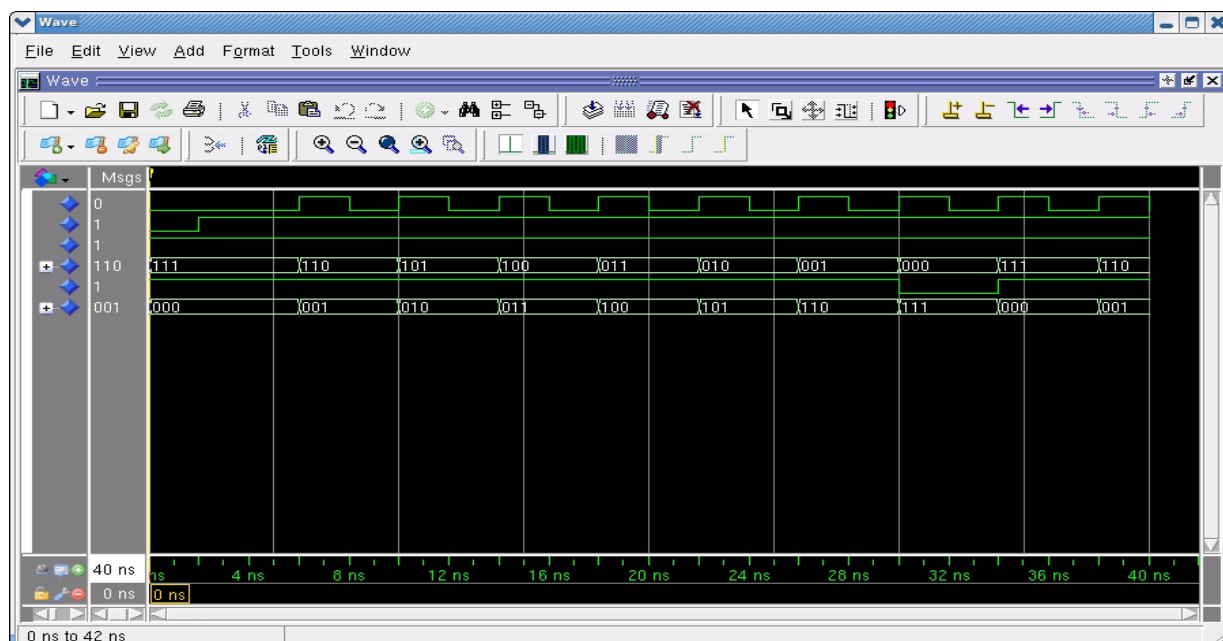 Wave
File Edit View Add Format Tools Window
Wave
Msgs
0
1
1
110 111 110 101 100 011 010 001 000 111 110
1
001 000 001 010 011 100 101 110 111 000 001
40 ns ns 4 ns 8 ns 12 ns 16 ns 20 ns 24 ns 28 ns 32 ns 36 ns 40 ns
0 ns 0 ns
0 ns to 42 ns